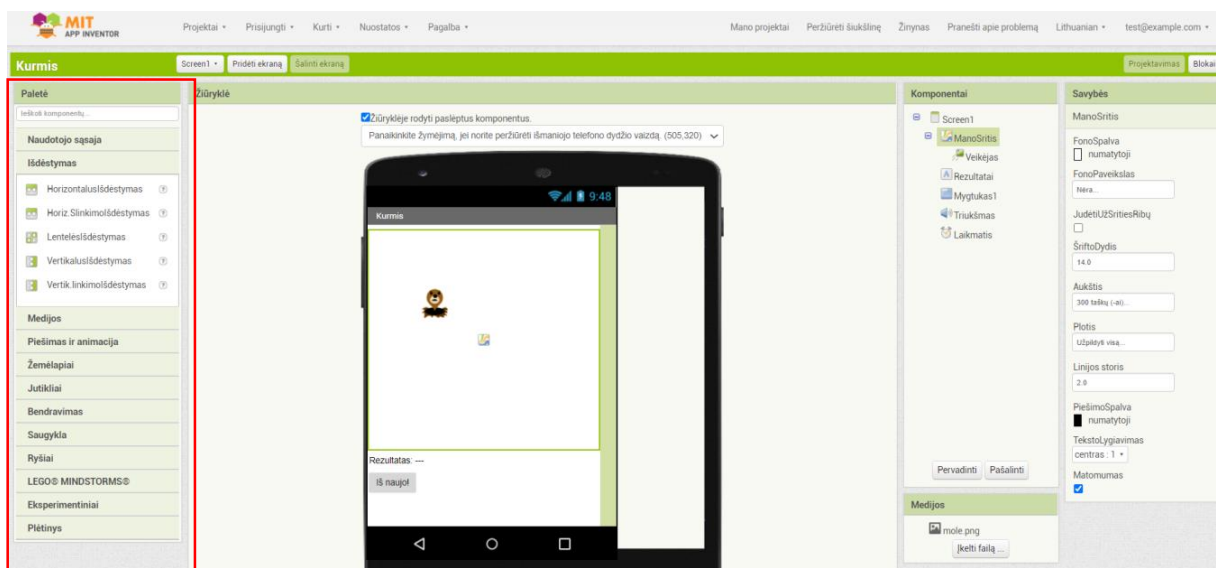 MIT
APP INVENTOR
Projektai
Prisijungti
Kurti
Nuostatos
Pagalba
Mano projektai
Peržiūrėti šiukšlinę
Žinynas
Pranešti apie problemą
Lithuanian
test@example.com
Kurmis
Screen1
Pridėti ekraną
Šalinti ekraną
Projektavimas
Blokai
Paletė
Ieškoti komponentų...
Naudotojo sąsaja
Išdėstymas
HorizontalusIšdėstymas
Horiz.SlinkimoIšdėstymas
LentelėsIšdėstymas
VertikalusIšdėstymas
Vertik.linkimoIšdėstymas
Medijos
Piešimas ir animacija
Žemėlapiai
Jutikliai
Bendravimas
Saugykla
Ryšiai
LEGO® MINDSTORMS®
Eksperimentiniai
Plėtinys
Žiūryklė
Žiūryklėje rodyti paslėptus komponentus.
Panaikinkite žymėjimą, jei norite peržiūrėti išmaniojo telefono dydžio vaizdą. (505,320)
9:48
Kurmis
Rezultatas: ---
Iš naujo!
Komponentai
Screen1
ManoSritis
Veikėjas
Rezultatai
Mygtukas1
Triukšmas
Laikmatis
Pervadinti
Pašalinti
Medijos
mole.png
Įkelti failą ...
Savybės
ManoSritis
FonoSpalva
numatytoji
FonoPaveikslas
Nėra...
JudėtiUžSritiesRibų
ŠriftoDydis
14.0
Aukštis
300 taškų (-ai)...
Plotis
Užpildyti visą...
Linijos storis
2.0
PiešimoSpalva
numatytoji
TekstoLygiavimas
centras : 1
Matomumas